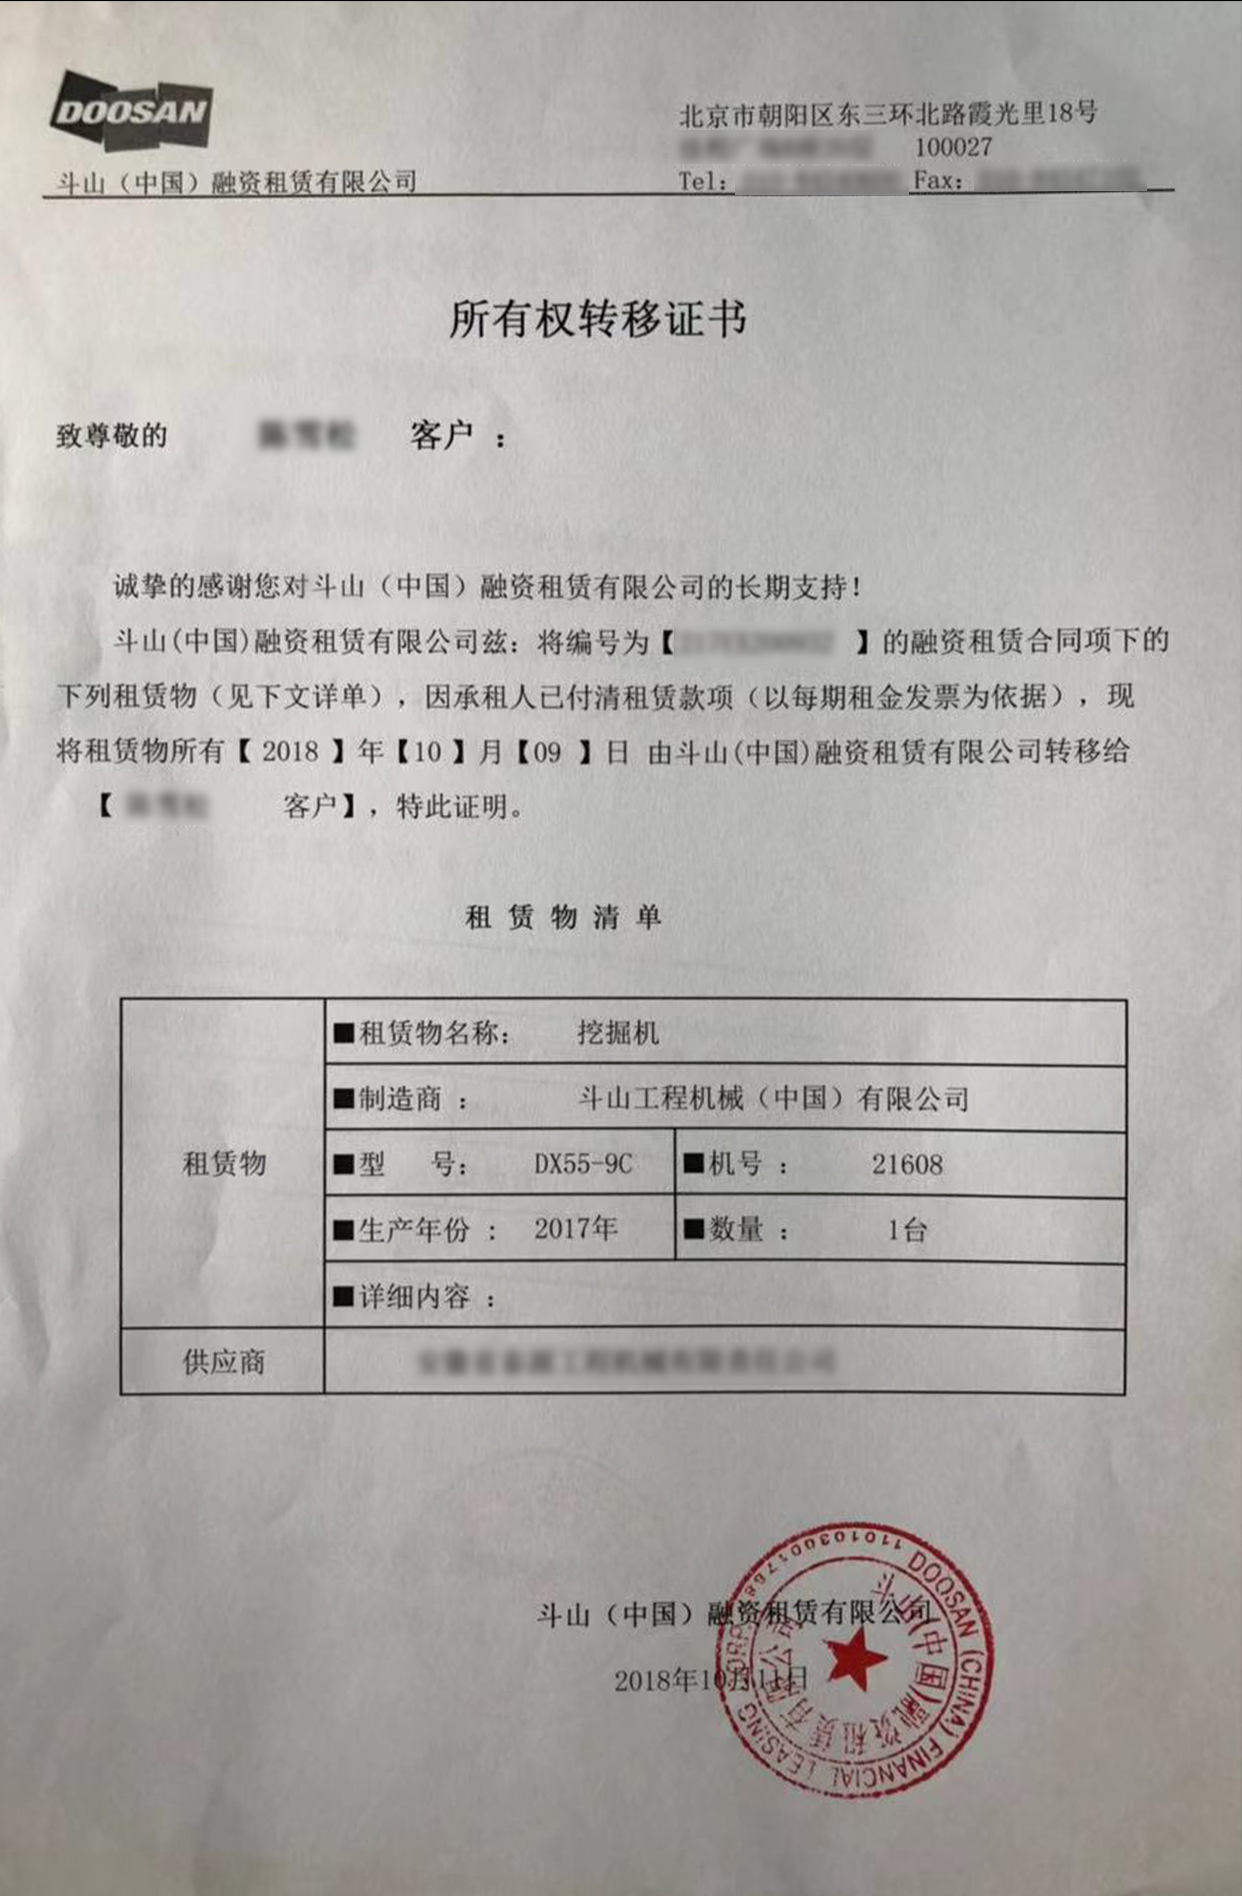 DOOSAN
斗山（中国）融资租赁有限公司
北京市朝阳区东三环北路霞光里18号
100027
Tel: Fax:
所有权转移证书
致尊敬的 客户 ：
诚挚的感谢您对斗山（中国）融资租赁有限公司的长期支持！
斗山(中国)融资租赁有限公司兹：将编号为【 】的融资租赁合同项下的
下列租赁物（见下文详单），因承租人已付清租赁款项（以每期租金发票为依据），现
将租赁物所有【 2018 】年【10 】月【09 】日 由斗山(中国)融资租赁有限公司转移给
【 客户】，特此证明。
租 赁 物 清 单
租赁物
■租赁物名称： 挖掘机
■制造商 ： 斗山工程机械（中国）有限公司
■型 号： DX55-9C ■机号 ： 21608
■生产年份 ： 2017年 ■数量 ： 1台
■详细内容 ：
供应商
斗山（中国）融资租赁有限公司
2018年10月11日
DOOSAN (CHINA) FINANCIAL LEASING CORP.
斗山(中国)融资租赁有限公司